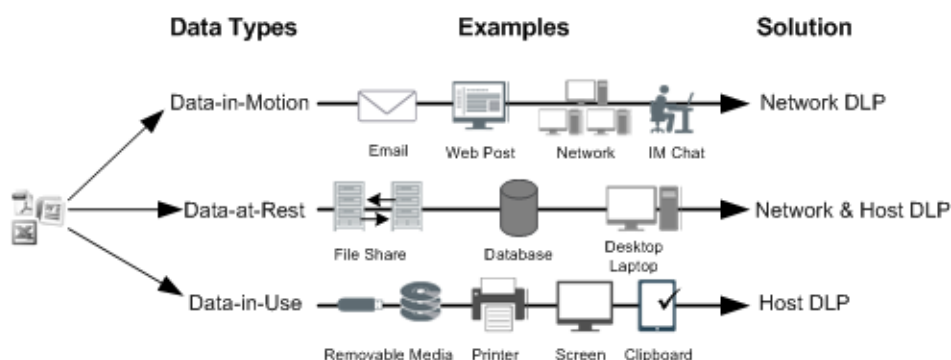 Data Types Examples Solution
Data-in-Motion Network DLP
Email Web Post Network IM Chat
Data-at-Rest Network & Host DLP
File Share Database Desktop
Laptop
Data-in-Use Host DLP
Removable Media Printer Screen Clipboard